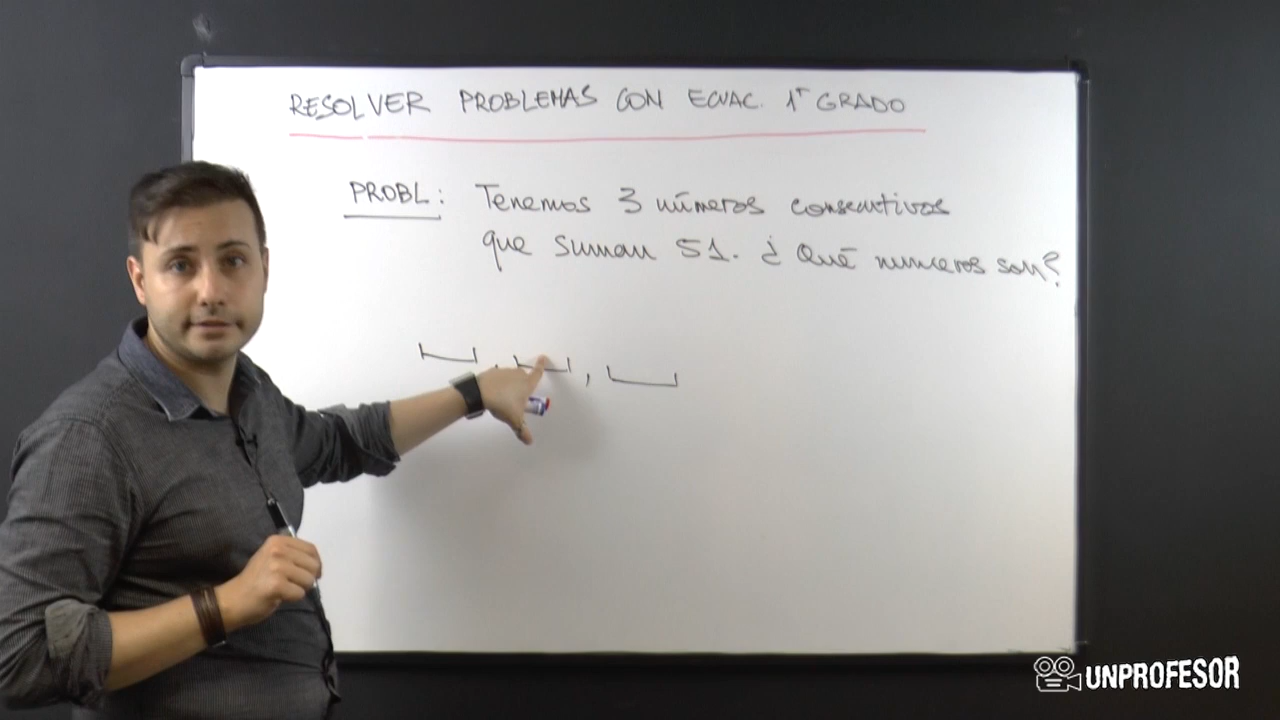 RESOLVER PROBLEMAS CON ECUAC. 1ᵉʳ GRADO
PROBL: Tenemos 3 números consecutivos
que suman 51. ¿Qué números son?
UNPROFESOR